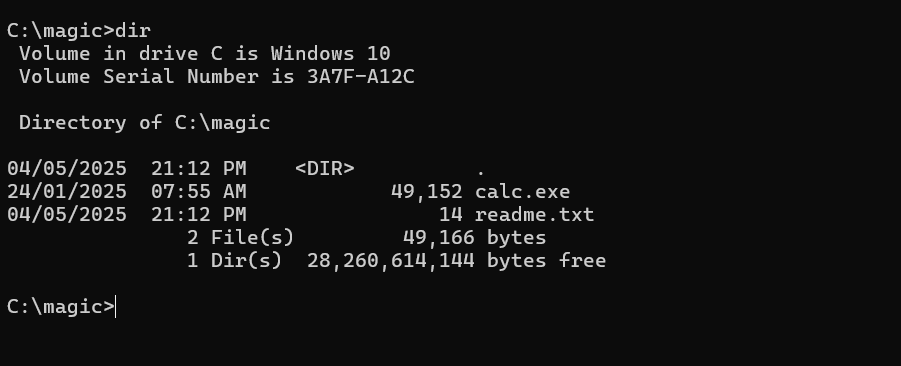 C:\magic>dir
 Volume in drive C is Windows 10
 Volume Serial Number is 3A7F-A12C

 Directory of C:\magic

04/05/2025  21:12 PM    <DIR>          .
24/01/2025  07:55 AM            49,152 calc.exe
04/05/2025  21:12 PM                14 readme.txt
               2 File(s)         49,166 bytes
               1 Dir(s)  28,260,614,144 bytes free

C:\magic>